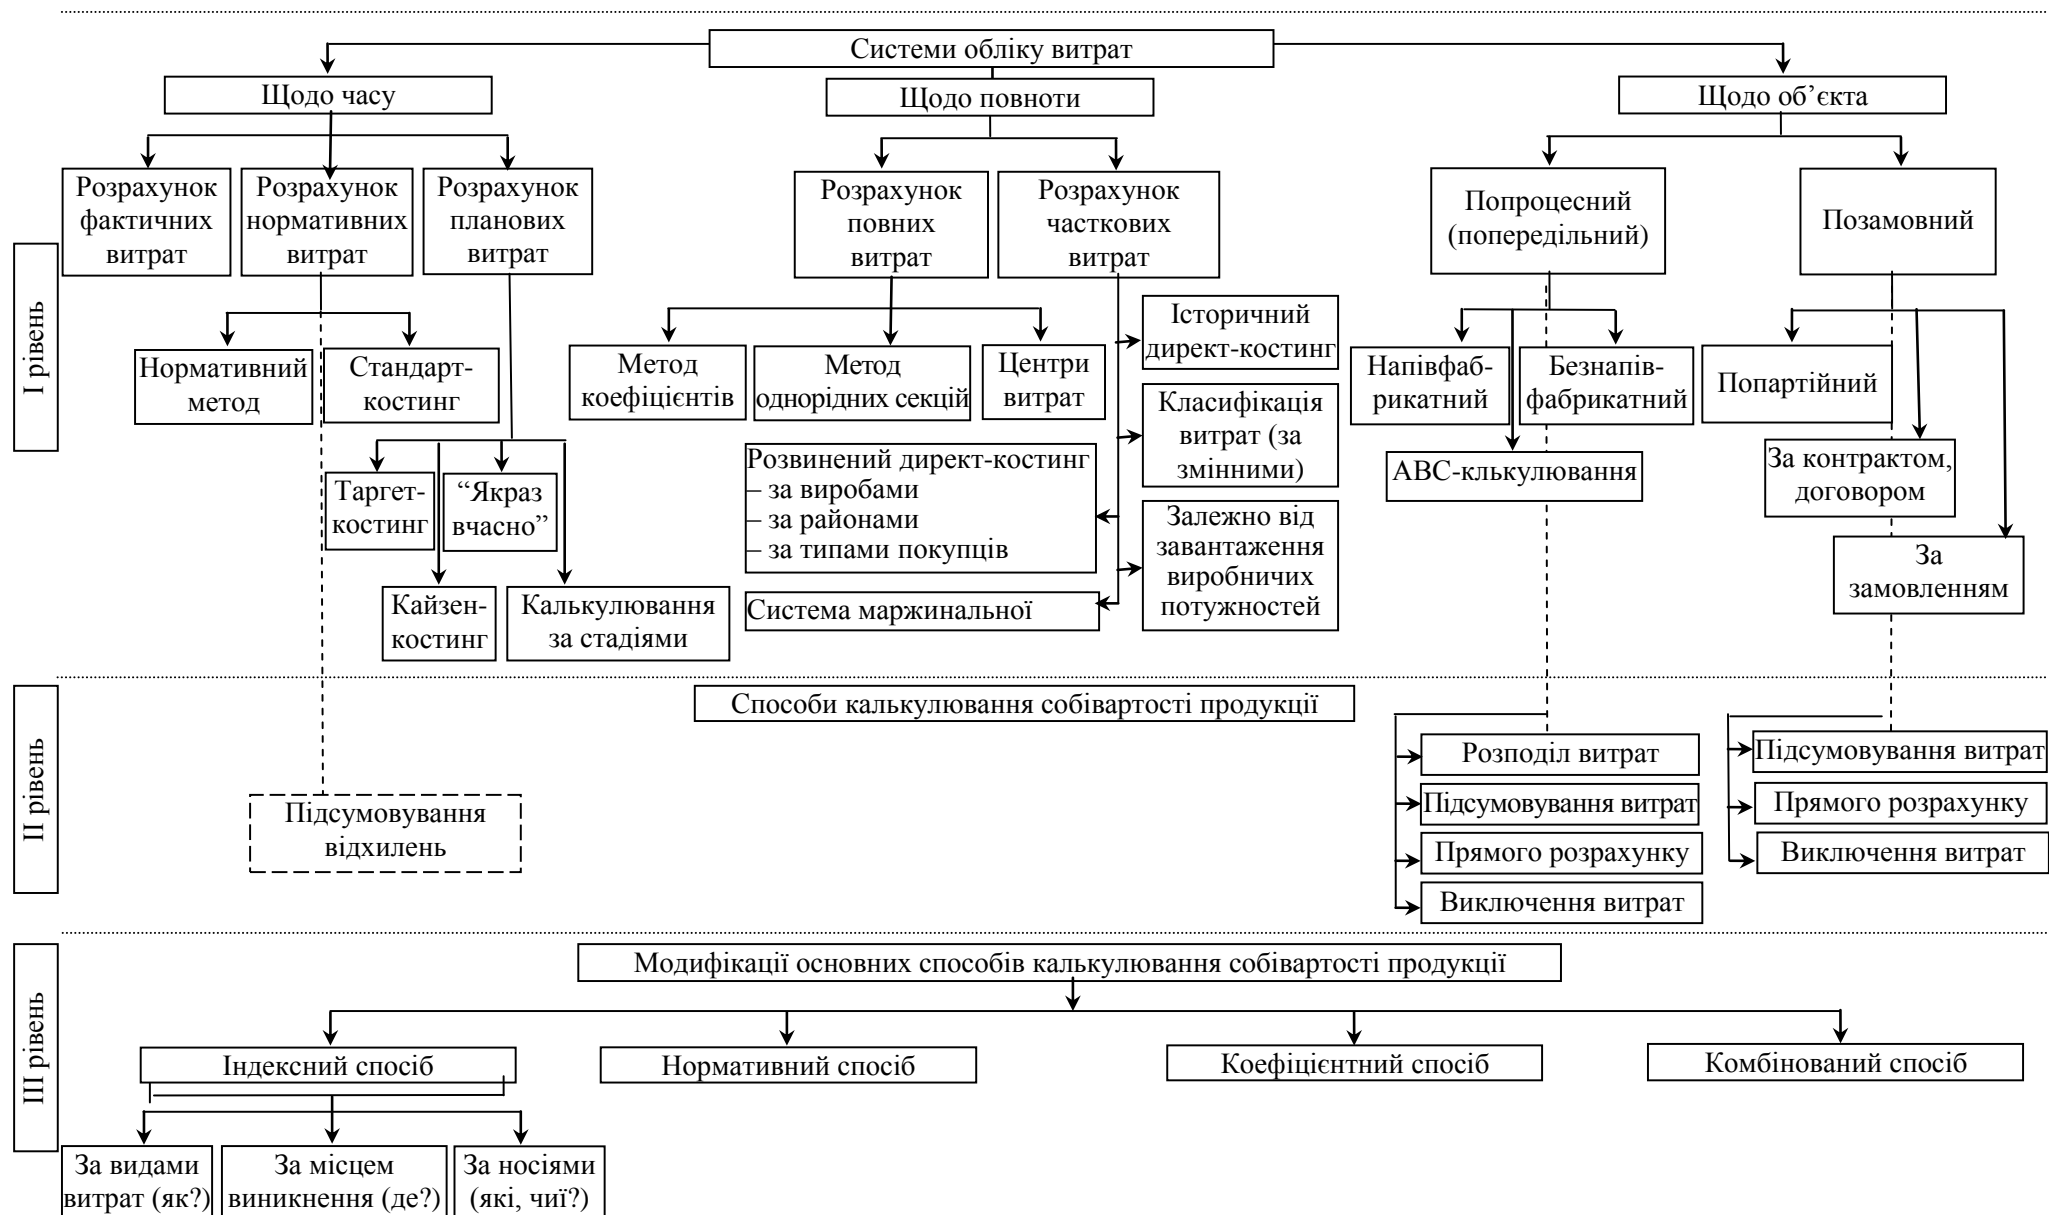 Системи обліку витрат
Щодо часу
Щодо повноти
Щодо об’єкта
Розрахунок
фактичних
витрат
Розрахунок
нормативних
витрат
Розрахунок
планових
витрат
Розрахунок
повних
витрат
Розрахунок
часткових
витрат
Попроцесний
(попередільний)
Позамовний
І рівень
Нормативний
метод
Стандарт-
костинг
Метод
коефіцієнтів
Метод
однорідних секцій
Центри
витрат
Історичний
директ-костинг
Напівфаб-
рикатний
Безнапів-
фабрикатний
Попартійний
Класифікація
витрат (за
змінними)
Розвинений директ-костинг
– за виробами
– за районами
– за типами покупців
АВС-клькулювання
За контрактом,
договором
Таргет-
костинг
“Якраз
вчасно”
Залежно від
завантаження
виробничих
потужностей
За
замовленням
Кайзен-
костинг
Калькулювання
за стадіями
Система маржинальної
ІІ рівень
Способи калькулювання собівартості продукції
Підсумовування
відхилень
Розподіл витрат
Підсумовування витрат
Прямого розрахунку
Виключення витрат
Підсумовування витрат
Прямого розрахунку
Виключення витрат
ІІІ рівень
Модифікації основних способів калькулювання собівартості продукції
Індексний спосіб
Нормативний спосіб
Коефіцієнтний спосіб
Комбінований спосіб
За видами
витрат (як?)
За місцем
виникнення (де?)
За носіями
(які, чиї?)